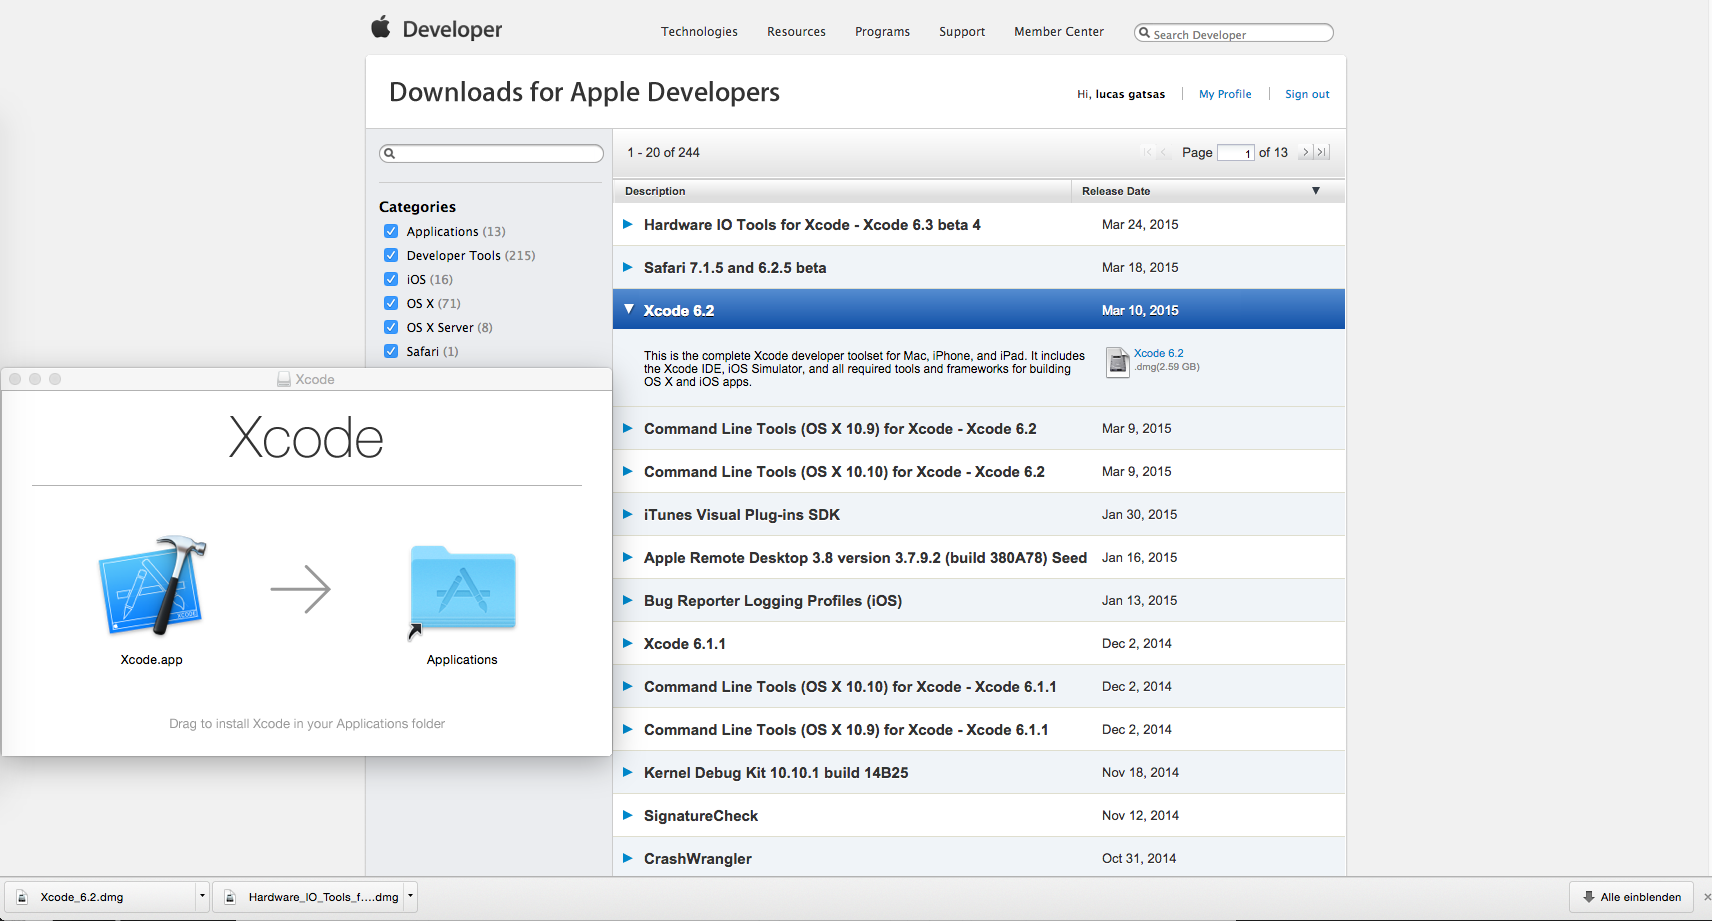 Developer
Technologies Resources Programs Support Member Center Search Developer
Downloads for Apple Developers
Hi, lucas gatsas My Profile Sign out
1 - 20 of 244 Page 1 of 13
Categories
Applications (13)
Developer Tools (215)
iOS (16)
OS X (71)
OS X Server (8)
Safari (1)
Description Release Date
Hardware IO Tools for Xcode - Xcode 6.3 beta 4 Mar 24, 2015
Safari 7.1.5 and 6.2.5 beta Mar 18, 2015
Xcode 6.2 Mar 10, 2015
This is the complete Xcode developer toolset for Mac, iPhone, and iPad. It includes
the Xcode IDE, iOS Simulator, and all required tools and frameworks for building
OS X and iOS apps.
Xcode 6.2
.dmg(2.59 GB)
Command Line Tools (OS X 10.9) for Xcode - Xcode 6.2 Mar 9, 2015
Command Line Tools (OS X 10.10) for Xcode - Xcode 6.2 Mar 9, 2015
iTunes Visual Plug-ins SDK Jan 30, 2015
Apple Remote Desktop 3.8 version 3.7.9.2 (build 380A78) Seed Jan 16, 2015
Bug Reporter Logging Profiles (iOS) Jan 13, 2015
Xcode 6.1.1 Dec 2, 2014
Command Line Tools (OS X 10.10) for Xcode - Xcode 6.1.1 Dec 2, 2014
Command Line Tools (OS X 10.9) for Xcode - Xcode 6.1.1 Dec 2, 2014
Kernel Debug Kit 10.10.1 build 14B25 Nov 18, 2014
SignatureCheck Nov 12, 2014
CrashWrangler Oct 31, 2014
Xcode
Xcode
XCODE
Xcode.app Applications
Drag to install Xcode in your Applications folder
Xcode_6.2.dmg Hardware_IO_Tools_f....dmg Alle einblenden